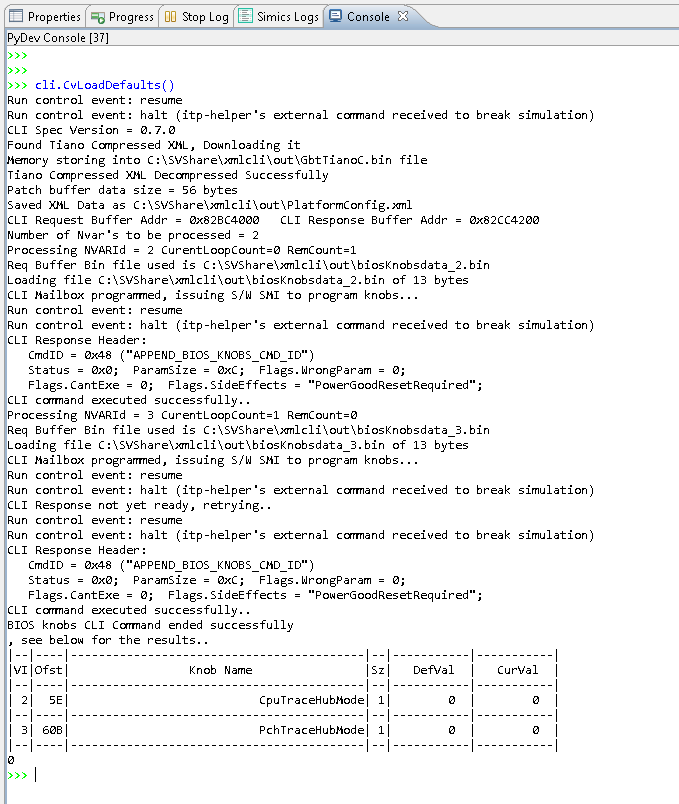 Properties Progress Stop Log Simics Logs Console
PyDev Console [37]
>>>
>>>
>>> cli.CvLoadDefaults()
Run control event: resume
Run control event: halt (itp-helper's external command received to break simulation)
CLI Spec Version = 0.7.0
Found Tiano Compressed XML, Downloading it
Memory storing into C:\SVShare\xmlcli\out\GbtTianoC.bin file
Tiano Compressed XML Decompressed Successfully
Patch buffer data size = 56 bytes
Saved XML Data as C:\SVShare\xmlcli\out\PlatformConfig.xml
CLI Request Buffer Addr = 0x82BC4000   CLI Response Buffer Addr = 0x82CC4200
Number of Nvar's to be processed = 2
Processing NVARId = 2 CurentLoopCount=0 RemCount=1
Req Buffer Bin file used is C:\SVShare\xmlcli\out\biosKnobsdata_2.bin
Loading file C:\SVShare\xmlcli\out\biosKnobsdata_2.bin of 13 bytes
CLI Mailbox programmed, issuing S/W SMI to program knobs...
Run control event: resume
Run control event: halt (itp-helper's external command received to break simulation)
CLI Response Header:
   CmdID = 0x48 ("APPEND_BIOS_KNOBS_CMD_ID")
   Status = 0x0;  ParamSize = 0xC;  Flags.WrongParam = 0;
   Flags.CantExe = 0;  Flags.SideEffects = "PowerGoodResetRequired";
CLI command executed successfully..
Processing NVARId = 3 CurentLoopCount=1 RemCount=0
Req Buffer Bin file used is C:\SVShare\xmlcli\out\biosKnobsdata_3.bin
Loading file C:\SVShare\xmlcli\out\biosKnobsdata_3.bin of 13 bytes
CLI Mailbox programmed, issuing S/W SMI to program knobs...
Run control event: resume
Run control event: halt (itp-helper's external command received to break simulation)
CLI Response not yet ready, retrying..
Run control event: resume
Run control event: halt (itp-helper's external command received to break simulation)
CLI Response Header:
   CmdID = 0x48 ("APPEND_BIOS_KNOBS_CMD_ID")
   Status = 0x0;  ParamSize = 0xC;  Flags.WrongParam = 0;
   Flags.CantExe = 0;  Flags.SideEffects = "PowerGoodResetRequired";
CLI command executed successfully..
BIOS knobs CLI Command ended successfully
, see below for the results..
|--|----|------------------------------------------|--|-----------|-----------|
|VI|Ofst|                 Knob Name                |Sz|   DefVal  |   CurVal  |
|--|----|------------------------------------------|--|-----------|-----------|
| 2|  5E|                           CpuTraceHubMode| 1|        0  |        0  |
|--|----|------------------------------------------|--|-----------|-----------|
| 3| 60B|                           PchTraceHubMode| 1|        0  |        0  |
|--|----|------------------------------------------|--|-----------|-----------|
0
>>>